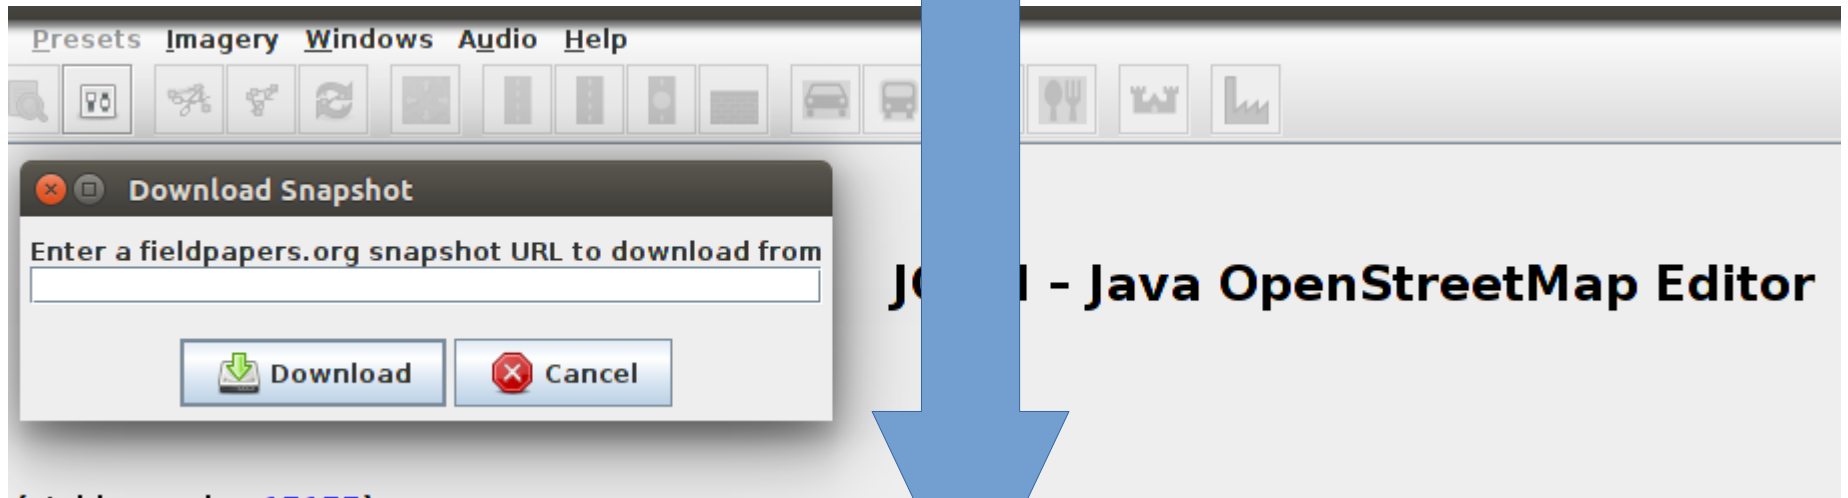 Presets Imagery Windows Audio Help
Download Snapshot
Enter a fieldpapers.org snapshot URL to download from
- Java OpenStreetMap Editor
Download Cancel